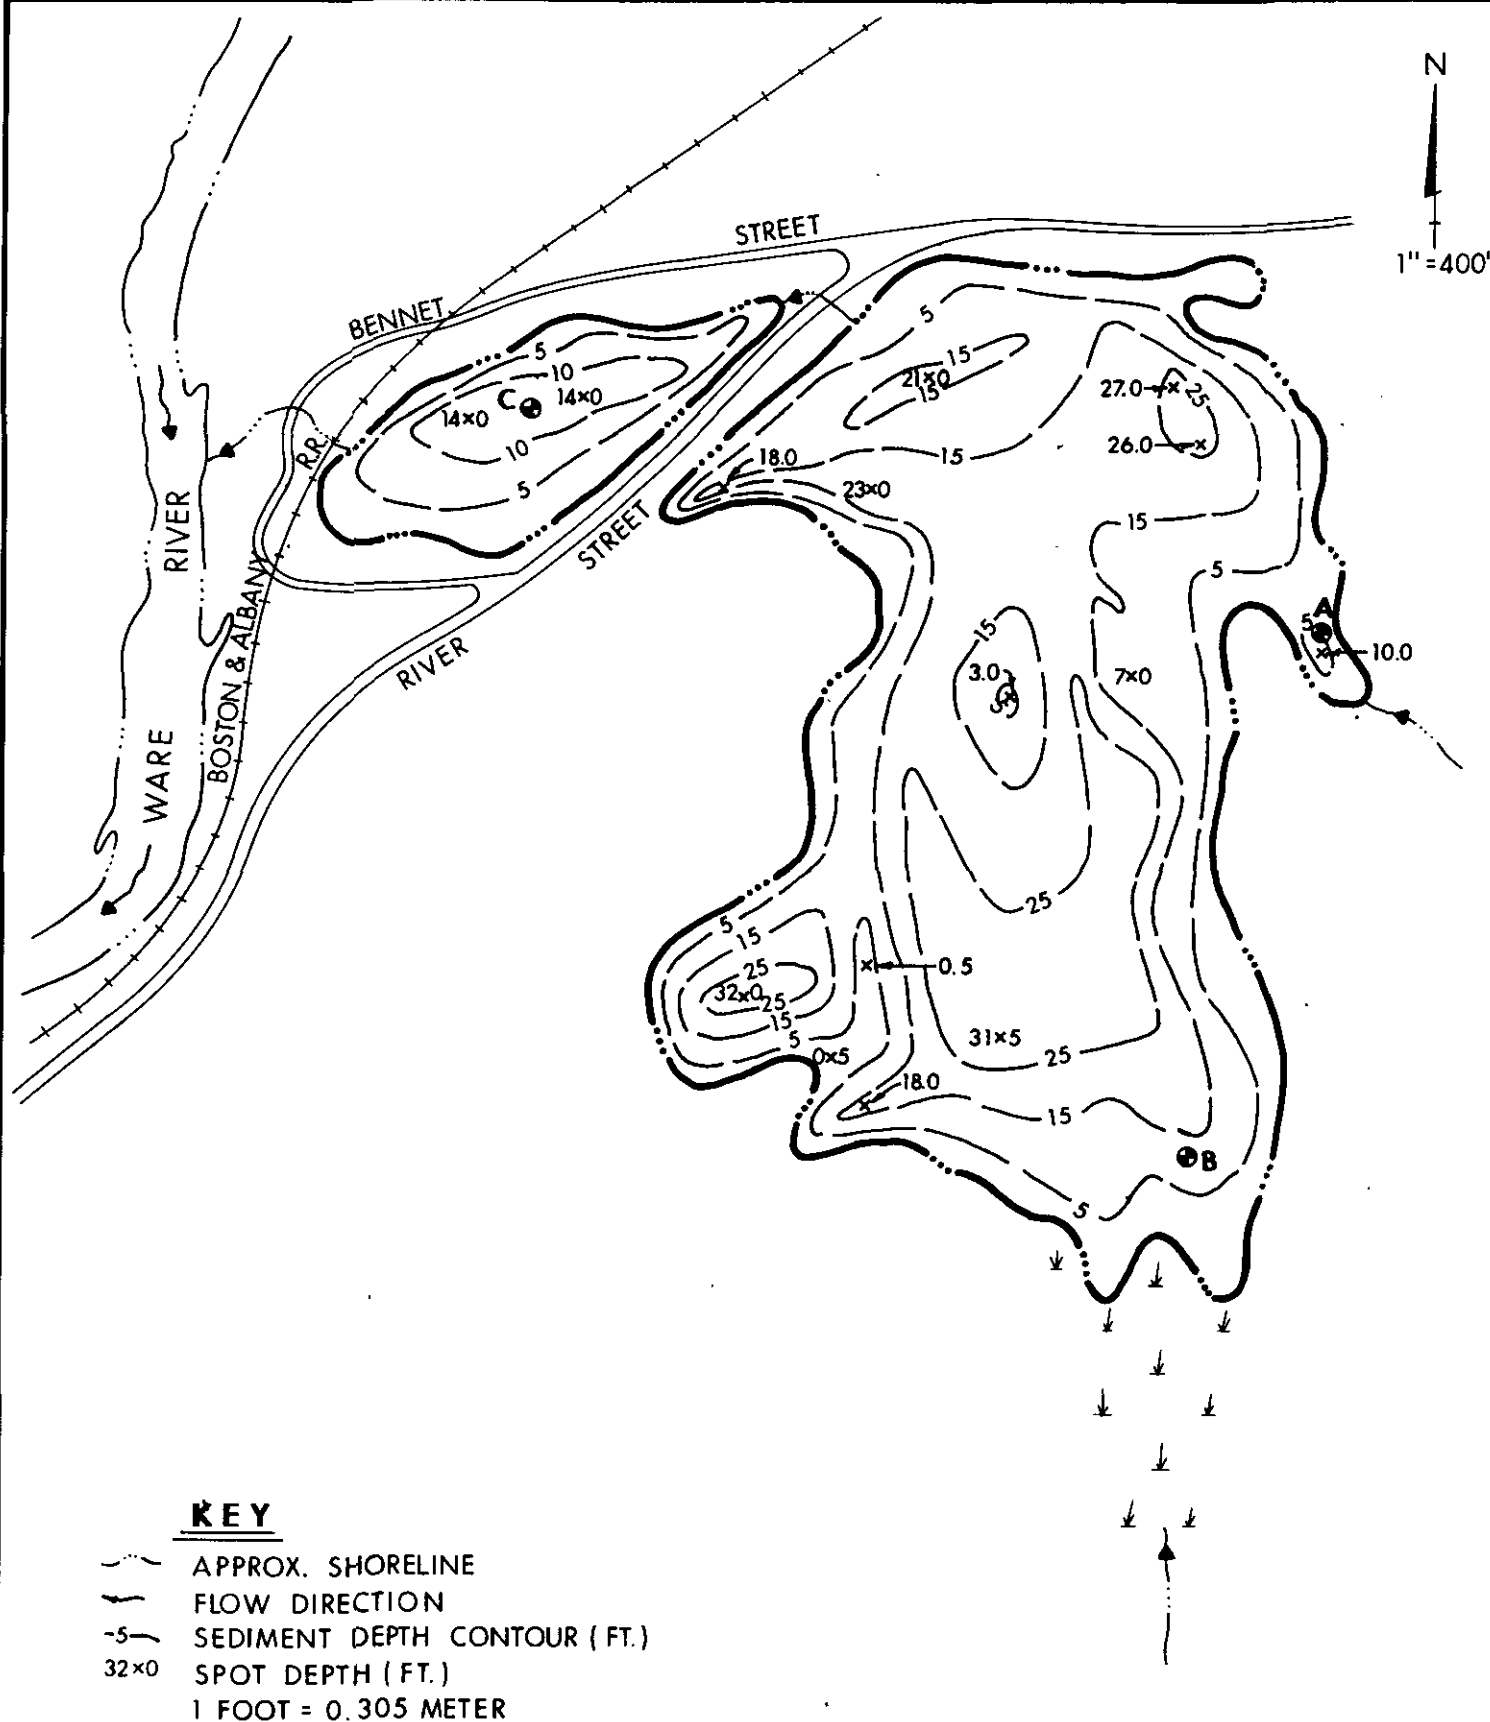 N
1" = 400'
STREET
BENNET
5
10
C
14×0
14×0
10
5
R.R.
STREET
RIVER
BOSTON & ALBANY
RIVER
WARE
5
15
21×0
15
27.0
25
26.0
18.0
15
23×0
15
5
A
5
10.0
15
3.0
5
7×0
25
5
15
25
32×0
25
15
5
0.5
0×5
31×5
25
18.0
15
B
5
KEY
APPROX. SHORELINE
FLOW DIRECTION
-5- SEDIMENT DEPTH CONTOUR (FT.)
32×0 SPOT DEPTH (FT.)
1 FOOT = 0.305 METER